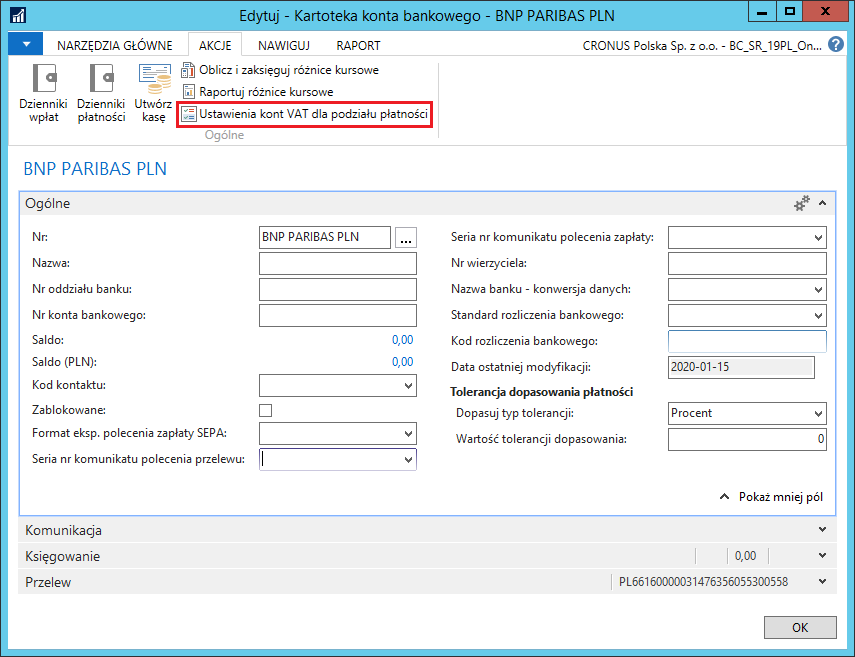 Edytuj - Kartoteka konta bankowego - BNP PARIBAS PLN
NARZĘDZIA GŁÓWNE AKCJE NAWIGUJ RAPORT CRONUS Polska Sp. z o.o. - BC_SR_19PL_On... ?
Dzienniki wpłat
Dzienniki płatności
Utwórz kasę
Oblicz i zaksięguj różnice kursowe
Raportuj różnice kursowe
Ustawienia kont VAT dla podziału płatności
Ogólne
BNP PARIBAS PLN
Ogólne
Nr: BNP PARIBAS PLN ...
Nazwa:
Nr oddziału banku:
Nr konta bankowego:
Saldo: 0,00
Saldo (PLN): 0,00
Kod kontaktu:
Zablokowane:
Format eksp. polecenia zapłaty SEPA:
Seria nr komunikatu polecenia przelewu:
Seria nr komunikatu polecenia zapłaty:
Nr wierzyciela:
Nazwa banku - konwersja danych:
Standard rozliczenia bankowego:
Kod rozliczenia bankowego:
Data ostatniej modyfikacji: 2020-01-15
Tolerancja dopasowania płatności
Dopasuj typ tolerancji: Procent
Wartość tolerancji dopasowania: 0
Pokaż mniej pól
Komunikacja
Księgowanie 0,00
Przelew PL66160000031476356055300558
OK